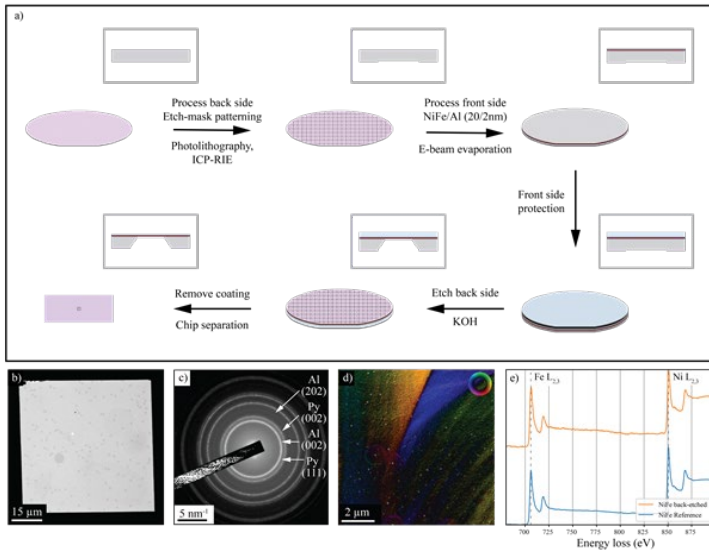 a)
Process back side
Etch-mask patterning
Photolithography,
ICP-RIE
Process front side
NiFe/Al (20/2nm)
E-beam evaporation
Front side
protection
Remove coating
Chip separation
Etch back side
KOH
b)
15 µm
c)
Al
(202)
Py
(002)
Al
(002)
Py
(111)
5 nm⁻¹
d)
2 µm
e)
Fe L2,3
Ni L2,3
NiFe back-etched
NiFe Reference
700 725 750 775 800 825 850 875
Energy loss (eV)